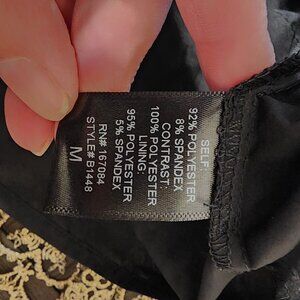 SELF:
92% POLYESTER
8% SPANDEX
CONTRAST:
100% POLYESTER
LINING:
95% POLYESTER
5% SPANDEX
RN# 167084
STYLE# B1448
M